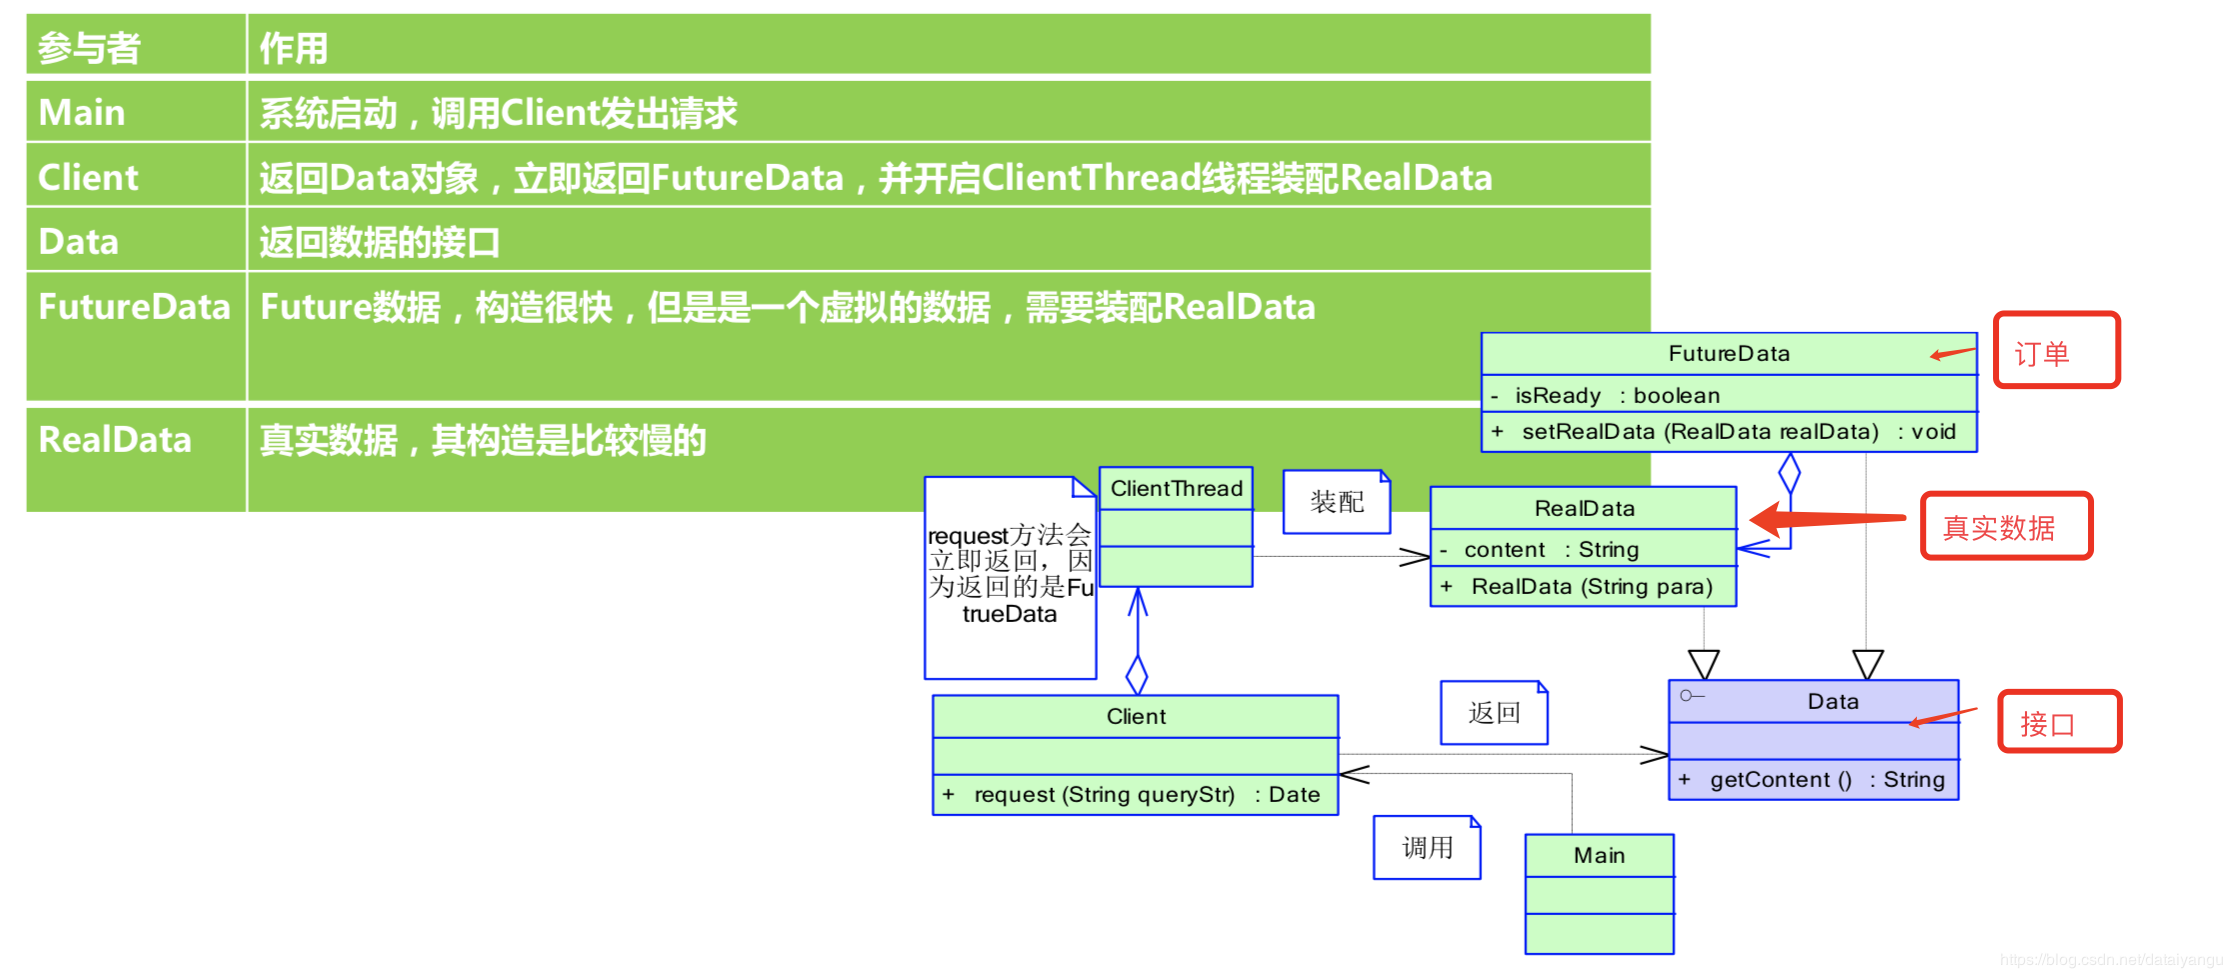 参与者 作用
Main 系统启动，调用Client发出请求
Client 返回Data对象，立即返回FutureData，并开启ClientThread线程装配RealData
Data 返回数据的接口
FutureData Future数据，构造很快，但是是一个虚拟的数据，需要装配RealData
RealData 真实数据，其构造是比较慢的
FutureData
- isReady : boolean
+ setRealData (RealData realData) : void
订单
request方法会
立即返回，因
为返回的是Fu
trueData
ClientThread
装配
RealData
- content : String
+ RealData (String para)
真实数据
Client
+ request (String queryStr) : Date
返回
Data
+ getContent () : String
接口
调用
Main
https://blog.csdn.net/dataiyangu